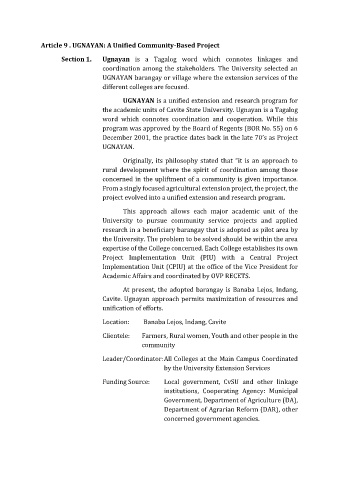 Article 9 . UGNAYAN: A Unified Community-Based Project
Section 1. Ugnayan is a Tagalog word which connotes linkages and
coordination among the stakeholders. The University selected an
UGNAYAN barangay or village where the extension services of the
different colleges are focused.
UGNAYAN is a unified extension and research program for
the academic units of Cavite State University. Ugnayan is a Tagalog
word which connotes coordination and cooperation. While this
program was approved by the Board of Regents (BOR No. 55) on 6
December 2001, the practice dates back in the late 70's as Project
UGNAYAN.
Originally, its philosophy stated that "it is an approach to
rural development where the spirit of coordination among those
concerned in the upliftment of a community is given importance.
From a singly focused agricultural extension project, the project, the
project evolved into a unified extension and research program.
This approach allows each major academic unit of the
University to pursue community service projects and applied
research in a beneficiary barangay that is adopted as pilot area by
the University. The problem to be solved should be within the area
expertise of the College concerned. Each College establishes its own
Project Implementation Unit (PIU) with a Central Project
Implementation Unit (CPIU) at the office of the Vice President for
Academic Affairs and coordinated by OVP RECETS.
At present, the adopted barangay is Banaba Lejos, Indang,
Cavite. Ugnayan approach permits maximization of resources and
unification of efforts.
Location: Banaba Lejos, Indang, Cavite
Clientele: Farmers, Rural women, Youth and other people in the
community
Leader/Coordinator: All Colleges at the Main Campus Coordinated
by the University Extension Services
Funding Source: Local government, CvSU and other linkage
institutions, Cooperating Agency: Municipal
Government, Department of Agriculture (DA),
Department of Agrarian Reform (DAR), other
concerned government agencies.